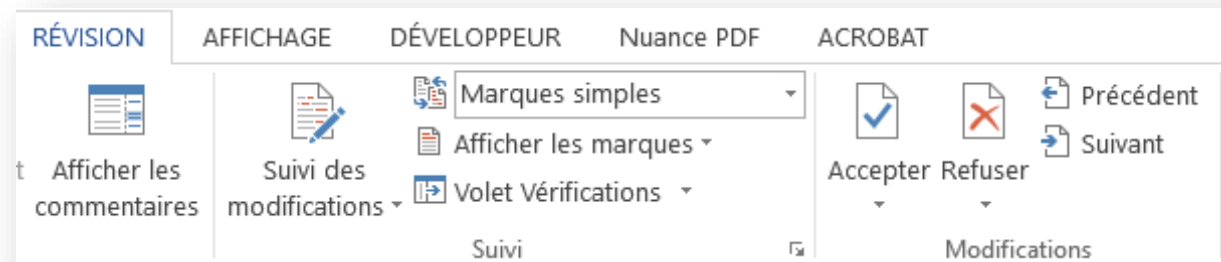 RÉVISION AFFICHAGE DÉVELOPPEUR Nuance PDF ACROBAT
t Afficher les
commentaires
Suivi des
modifications
Marques simples
Afficher les marques
Volet Vérifications
Suivi
Accepter Refuser
Précédent
Suivant
Modifications